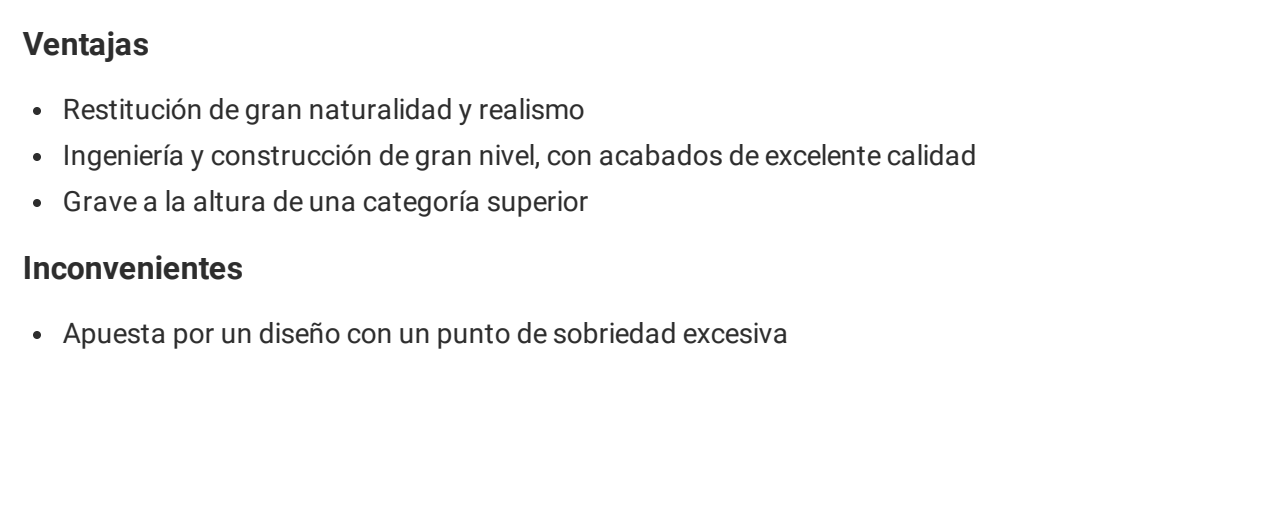 Ventajas
Restitución de gran naturalidad y realismo
Ingeniería y construcción de gran nivel, con acabados de excelente calidad
Grave a la altura de una categoría superior
Inconvenientes
Apuesta por un diseño con un punto de sobriedad excesiva